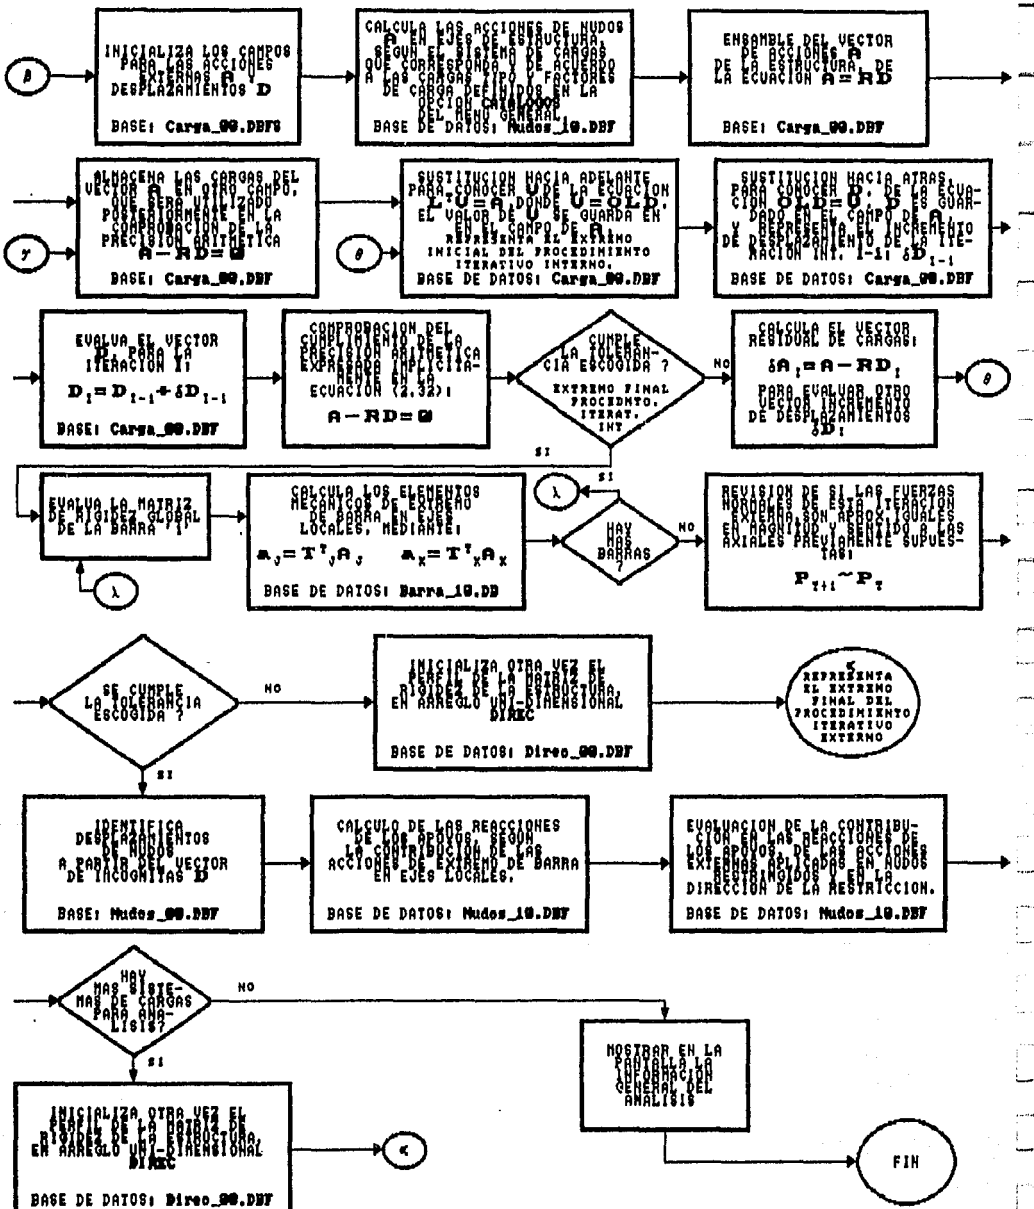 β
INICIALIZA LOS CAMPOS
PARA LAS ACCIONES
EXTERNAS A Y
DESPLAZAMIENTOS D
BASE: Carga_00.DBFS
CALCULA LAS ACCIONES DE NUDOS
A EN EJES DE ESTRUCTURA,
SEGUN EL SISTEMA DE CARGAS
QUE CORRESPONDA Y DE ACUERDO
A LAS CARGAS TIPO Y FACTORES
DE CARGA DEFINIDOS EN LA
OPCION CATALOGOS
DEL MENU GENERAL.
BASE DE DATOS: Nudos_10.DBF
ENSAMBLE DEL VECTOR
DE ACCIONES A
DE LA ESTRUCTURA, DE
LA ECUACION A=RD
BASE: Carga_00.DBF
ALMACENA LAS CARGAS DEL
VECTOR A EN OTRO CAMPO,
QUE SERA UTILIZADO
POSTERIORMENTE EN LA
COMPROBACION DE LA
PRECISION ARITMETICA
A-RD=0
BASE: Carga_00.DBF
γ
θ
SUSTITUCION HACIA ADELANTE
PARA CONOCER U DE LA ECUACION
L'U=A, DONDE U=OLD,
EL VALOR DE U SE GUARDA EN
EN EL CAMPO DE A.
REPRESENTA EL EXTREMO
INICIAL DEL PROCEDIMIENTO
ITERATIVO INTERNO.
BASE DE DATOS: Carga_00.DBF
SUSTITUCION HACIA ATRAS,
PARA CONOCER D, DE LA ECUA-
CION OLD=U. D ES GUAR-
DADO EN EL CAMPO DE A,
Y REPRESENTA EL INCREMENTO
DE DESPLAZAMIENTO DE LA ITE-
RACION INT. I-1: δD I-1
BASE DE DATOS: Carga_00.DBF
EVALUA EL VECTOR
D, PARA LA
ITERACION I:
D I = D I-1 + δD I-1
BASE: Carga_00.DBF
COMPROBACION DEL
CUMPLIMIENTO DE LA
PRECISION ARITMETICA
EXPRESADA IMPLICITA-
MENTE EN LA
ECUACION (2.32):
A-RD=0
CUMPLE
LA TOLERAN-
CIA ESCOGIDA ?
EXTREMO FINAL
PROCEDMTO.
ITERAT.
INT
NO
CALCULA EL VECTOR
RESIDUAL DE CARGAS:
δA I = A-RD I
PARA EVALUAR OTRO
VECTOR INCREMENTO
DE DESPLAZAMIENTOS
δD I
θ
SI
EVALUA LA MATRIZ
DE RIGIDEZ GLOBAL
DE LA BARRA 'I'
λ
CALCULA LOS ELEMENTOS
MECANICOS DE EXTREMO
DE BARRA EN EJES
LOCALES, MEDIANTE:
a J = T T J A J   a K = T T K A K
BASE DE DATOS: Barra_10.DB
λ
SI
HAY
MAS
BARRAS
?
NO
REVISION DE SI LAS FUERZAS
NORMALES DE ESTA ITERACION
EXTERNA, SON APROX. IGUALES
EN MAGNITUD Y SENTIDO A LAS
AXIALES PREVIAMENTE SUPUES-
TAS:
SE CUMPLE
LA TOLERANCIA
ESCOGIDA ?
NO
INICIALIZA OTRA VEZ EL
PERFIL DE LA MATRIZ DE
RIGIDEZ DE LA ESTRUCTURA,
EN ARREGLO UNI-DIMENSIONAL
DIREC
BASE DE DATOS: Direc_00.DBF
REPRESENTA
EL EXTREMO
FINAL DEL
PROCEDIMIENTO
ITERATIVO
EXTERNO
SI
IDENTIFICA
DESPLAZAMIENTOS
DE NUDOS
A PARTIR DEL VECTOR
DE INCOGNITAS D
BASE: Nudos_00.DBF
CALCULO DE LAS REACCIONES
DE LOS APOYOS, SEGUN
LA CONTRIBUCION DE LAS
ACCIONES DE EXTREMO DE BARRA
EN EJES LOCALES.
BASE DE DATOS: Nudos_10.DBF
EVALUACION DE LA CONTRIBU-
CION EN LAS REACCIONES DE
LOS APOYOS, DE LAS ACCIONES
EXTERNAS APLICADAS EN NUDOS
RESTRINGIDOS Y EN LA
DIRECCION DE LA RESTRICCION.
BASE DE DATOS: Nudos_10.DBF
HAY
MAS SISTE-
MAS DE CARGAS
PARA ANA-
LISIS?
NO
SI
MOSTRAR EN LA
PANTALLA LA
INFORMACION
GENERAL DEL
ANALISIS
INICIALIZA OTRA VEZ EL
PERFIL DE LA MATRIZ DE
RIGIDEZ DE LA ESTRUCTURA,
EN ARREGLO UNI-DIMENSIONAL
DIREC
BASE DE DATOS: Direc_00.DBF
FIN